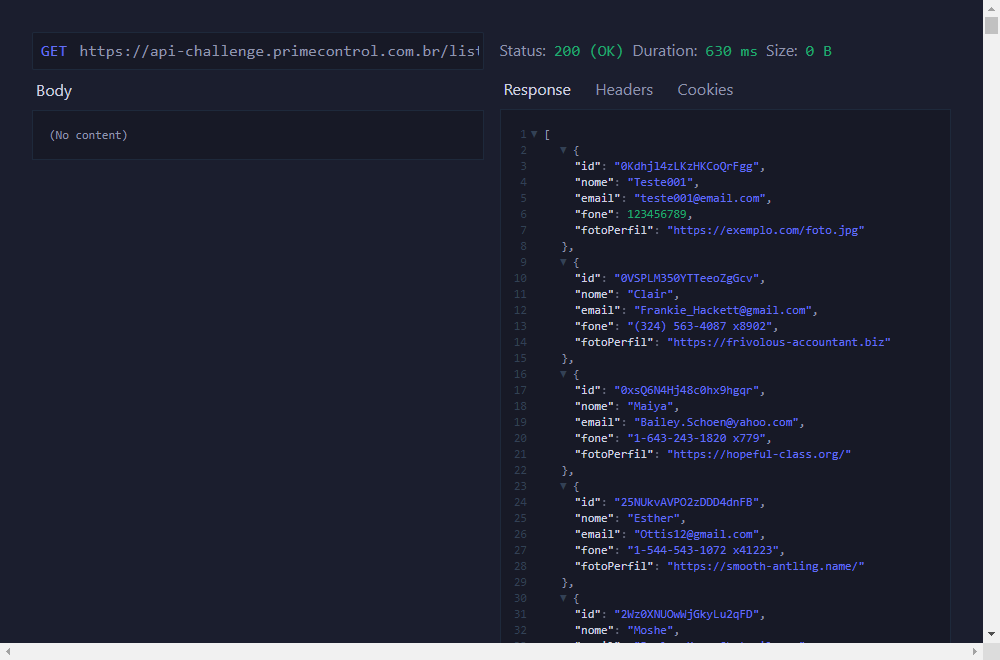 GET https://api-challenge.primecontrol.com.br/list
Status: 200 (OK) Duration: 630 ms Size: 0 B
Body
(No content)
Response Headers Cookies
1 [
2 {
3 "id": "0Kdhjl4zLKzHKCoQrFgg",
4 "nome": "Teste001",
5 "email": "teste001@email.com",
6 "fone": 123456789,
7 "fotoPerfil": "https://exemplo.com/foto.jpg"
8 },
9 {
10 "id": "0VSPLM350YTTeeoZgGcv",
11 "nome": "Clair",
12 "email": "Frankie_Hackett@gmail.com",
13 "fone": "(324) 563-4087 x8902",
14 "fotoPerfil": "https://frivolous-accountant.biz"
15 },
16 {
17 "id": "0xsQ6N4Hj48c0hx9hgqr",
18 "nome": "Maiya",
19 "email": "Bailey.Schoen@yahoo.com",
20 "fone": "1-643-243-1820 x779",
21 "fotoPerfil": "https://hopeful-class.org/"
22 },
23 {
24 "id": "25NUkvAVPO2zDDD4dnFB",
25 "nome": "Esther",
26 "email": "Ottis12@gmail.com",
27 "fone": "1-544-543-1072 x41223",
28 "fotoPerfil": "https://smooth-antling.name/"
29 },
30 {
31 "id": "2Wz0XNUOwWjGkyLu2qFD",
32 "nome": "Moshe",